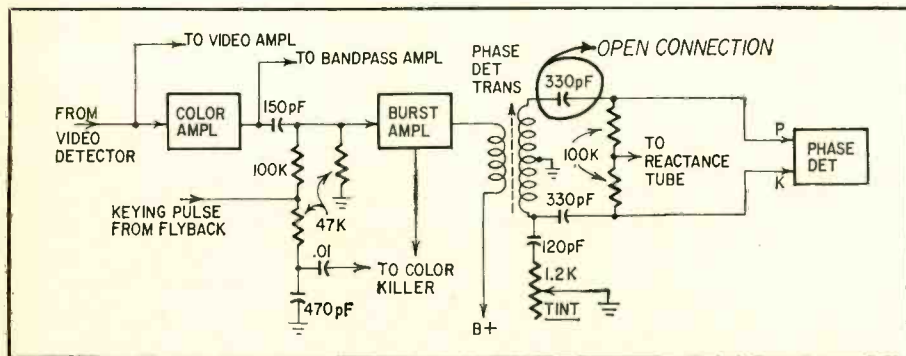 TO VIDEO AMPL
TO BANDPASS AMPL
PHASE
DET
TRANS
OPEN CONNECTION
330pF
FROM
VIDEO
DETECTOR
COLOR
AMPL
150pF
BURST
AMPL
100K
100K
TO
REACTANCE
TUBE
P
K
PHASE
DET
KEYING PULSE
FROM FLYBACK
47K
330pF
.01
TO COLOR
KILLER
470pF
120pF
1.2K
TINT
B+